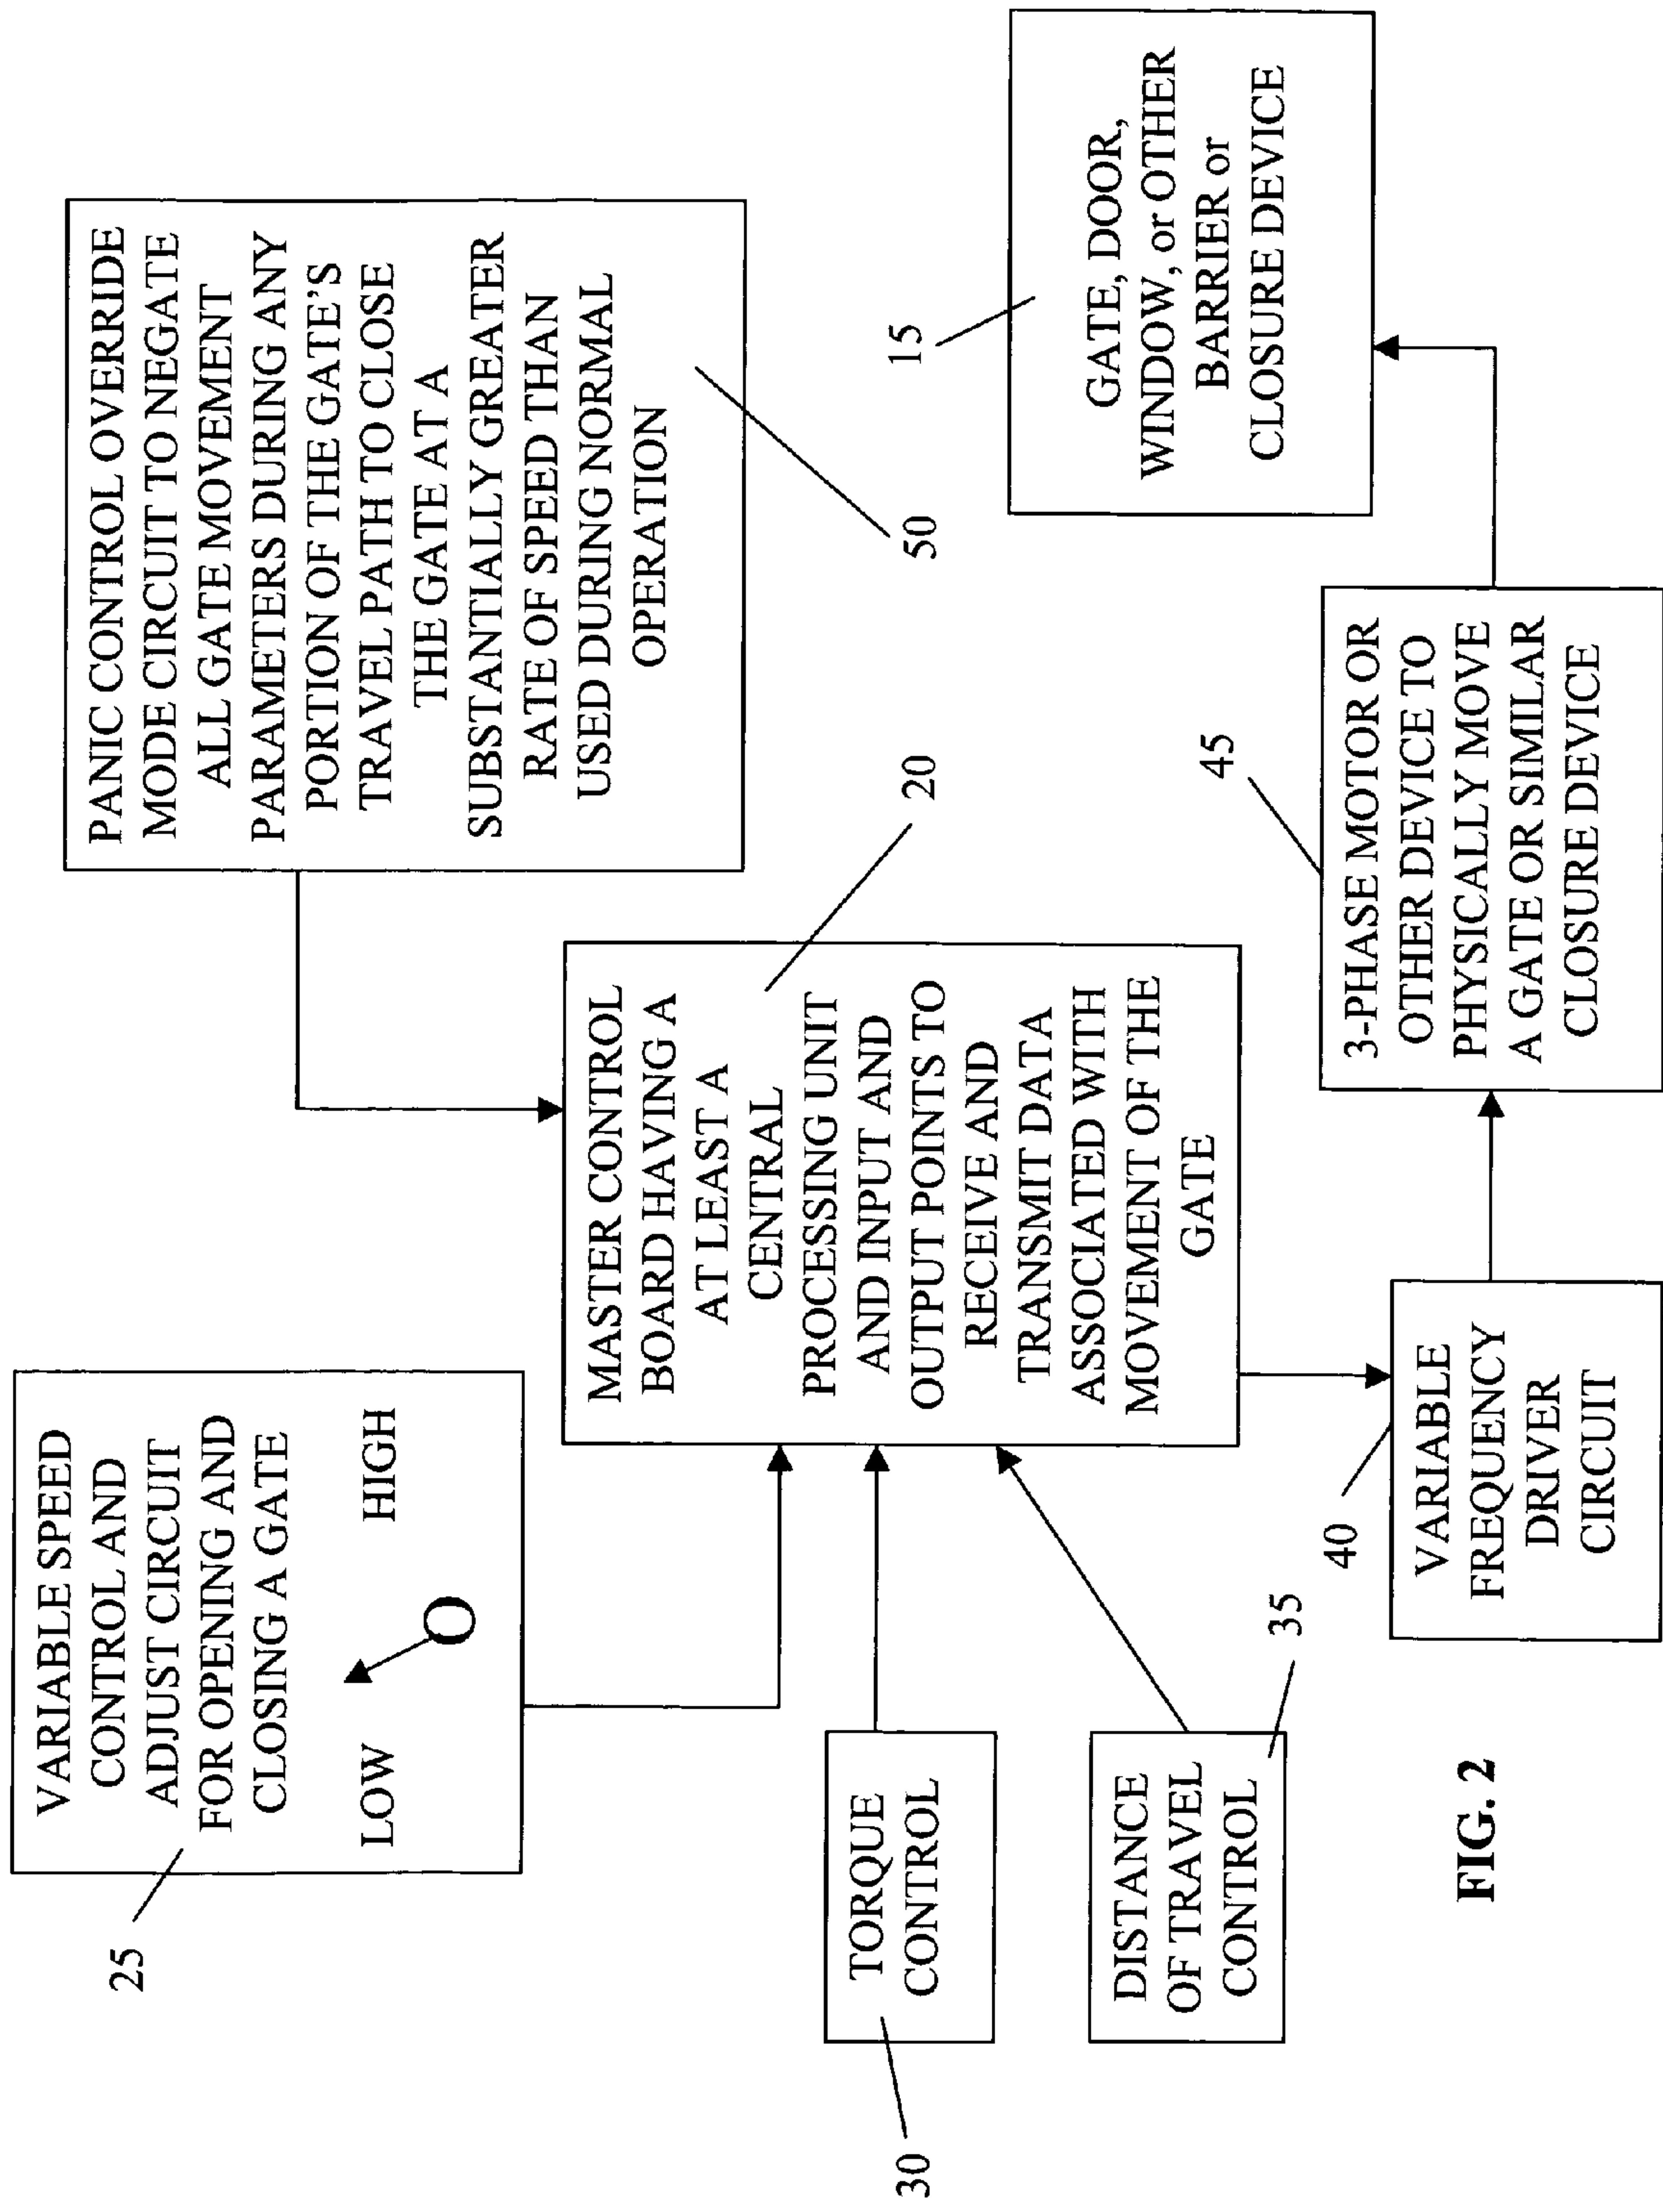 VARIABLE SPEED
CONTROL AND
ADJUST CIRCUIT
FOR OPENING AND
CLOSING A GATE
LOW
HIGH
O
25
PANIC CONTROL OVERRIDE
MODE CIRCUIT TO NEGATE
ALL GATE MOVEMENT
PARAMETERS DURING ANY
PORTION OF THE GATE'S
TRAVEL PATH TO CLOSE
THE GATE AT A
SUBSTANTIALLY GREATER
RATE OF SPEED THAN
USED DURING NORMAL
OPERATION
50
MASTER CONTROL
BOARD HAVING A
AT LEAST A
CENTRAL
PROCESSING UNIT
AND INPUT AND
OUTPUT POINTS TO
RECEIVE AND
TRANSMIT DATA
ASSOCIATED WITH
MOVEMENT OF THE
GATE
20
TORQUE
CONTROL
30
DISTANCE
OF TRAVEL
CONTROL
35
VARIABLE
FREQUENCY
DRIVER
CIRCUIT
40
3-PHASE MOTOR OR
OTHER DEVICE TO
PHYSICALLY MOVE
A GATE OR SIMILAR
CLOSURE DEVICE
45
GATE, DOOR,
WINDOW, or OTHER
BARRIER or
CLOSURE DEVICE
15
FIG. 2